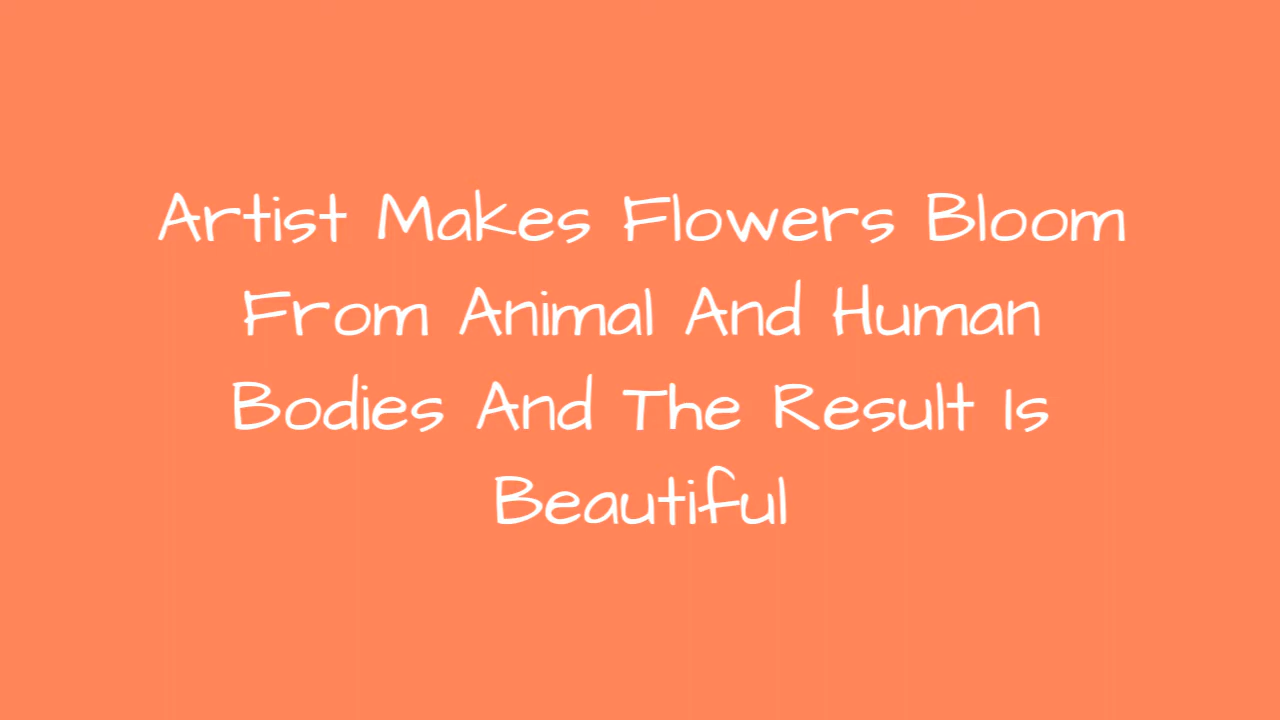 Artist Makes Flowers Bloom
From Animal And Human
Bodies And The Result Is
Beautiful